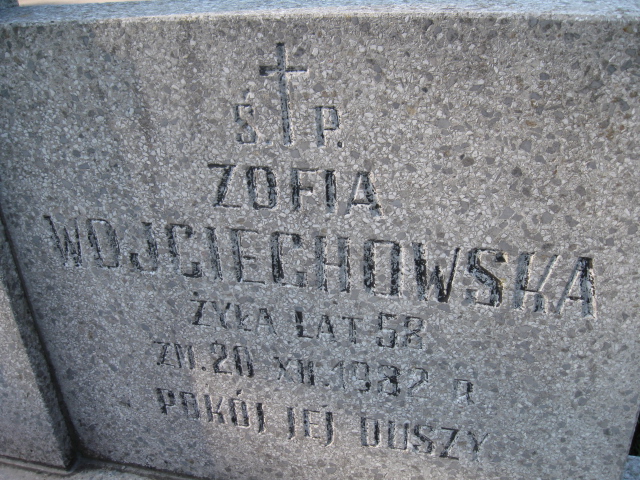 Ś. P.
ZOFIA
WOJCIECHOWSKA
ŻYŁA LAT 58
ZM. 20 XII. 1982 R
POKÓJ JEJ DUSZY